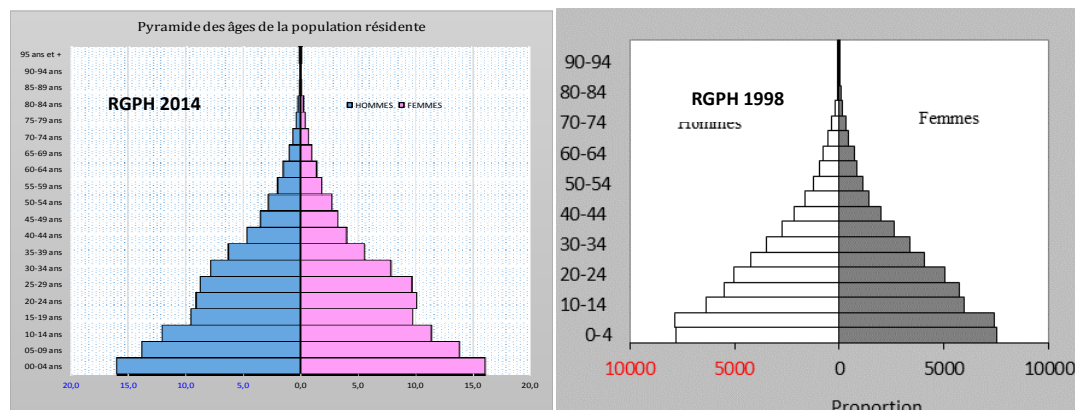 Pyramide des âges de la population résidente
95 ans et +
90-94 ans
85-89 ans
80-84 ans
75-79 ans
70-74 ans
65-69 ans
60-64 ans
55-59 ans
50-54 ans
45-49 ans
40-44 ans
35-39 ans
30-34 ans
25-29 ans
20-24 ans
15-19 ans
10-14 ans
05-09 ans
00-04 ans
RGPH 2014
HOMMES FEMMES
20,0 15,0 10,0 5,0 0,0 5,0 10,0 15,0 20,0
90-94
80-84
70-74
60-64
50-54
40-44
30-34
20-24
10-14
0-4
RGPH 1998
Hommes
Femmes
10000 5000 0 5000 10000
Proportion